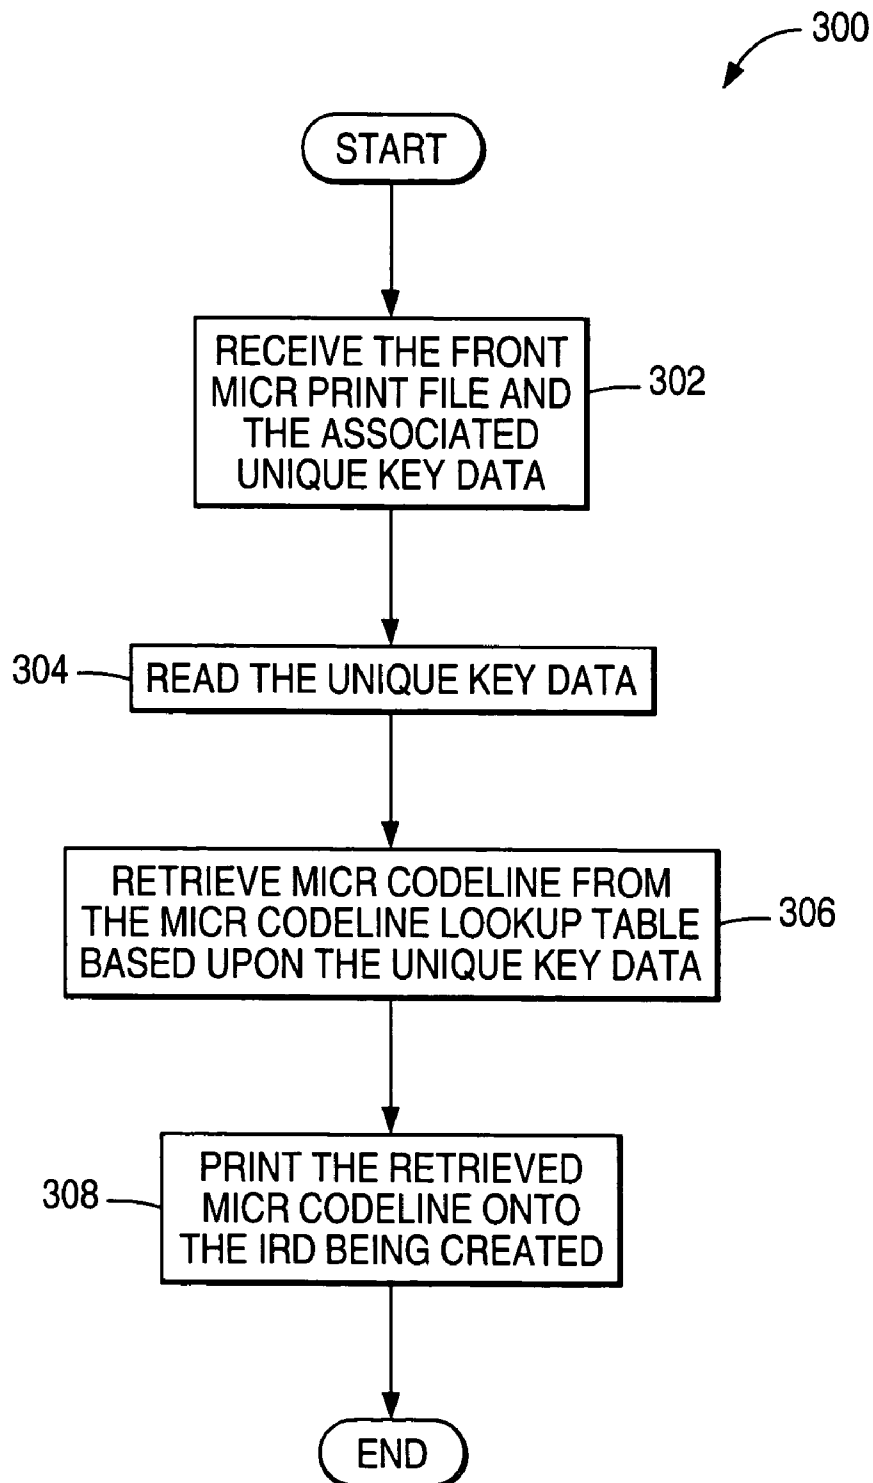 300
START
RECEIVE THE FRONT
MICR PRINT FILE AND
THE ASSOCIATED
UNIQUE KEY DATA
302
304
READ THE UNIQUE KEY DATA
RETRIEVE MICR CODELINE FROM
THE MICR CODELINE LOOKUP TABLE
BASED UPON THE UNIQUE KEY DATA
306
PRINT THE RETRIEVED
MICR CODELINE ONTO
THE IRD BEING CREATED
308
END